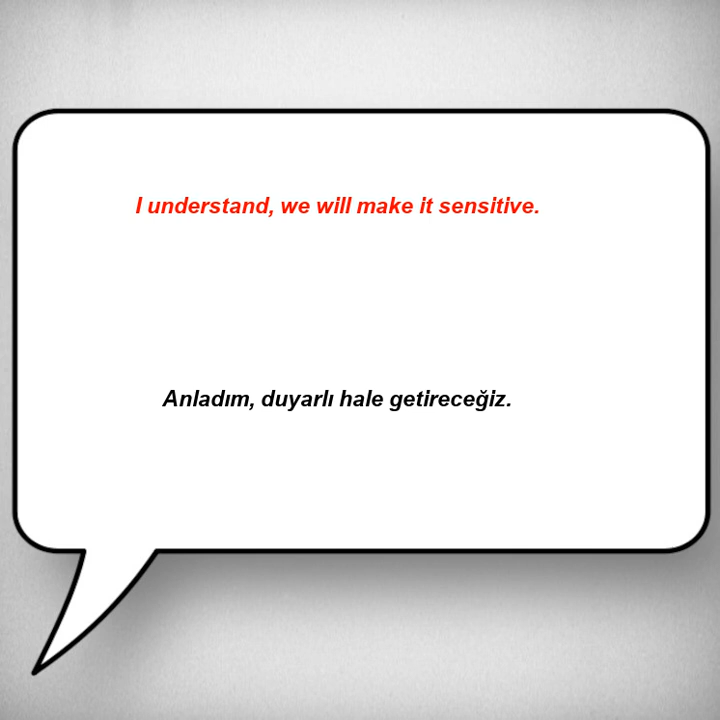 I understand, we will make it sensitive.
Anladım, duyarlı hale getireceğiz.